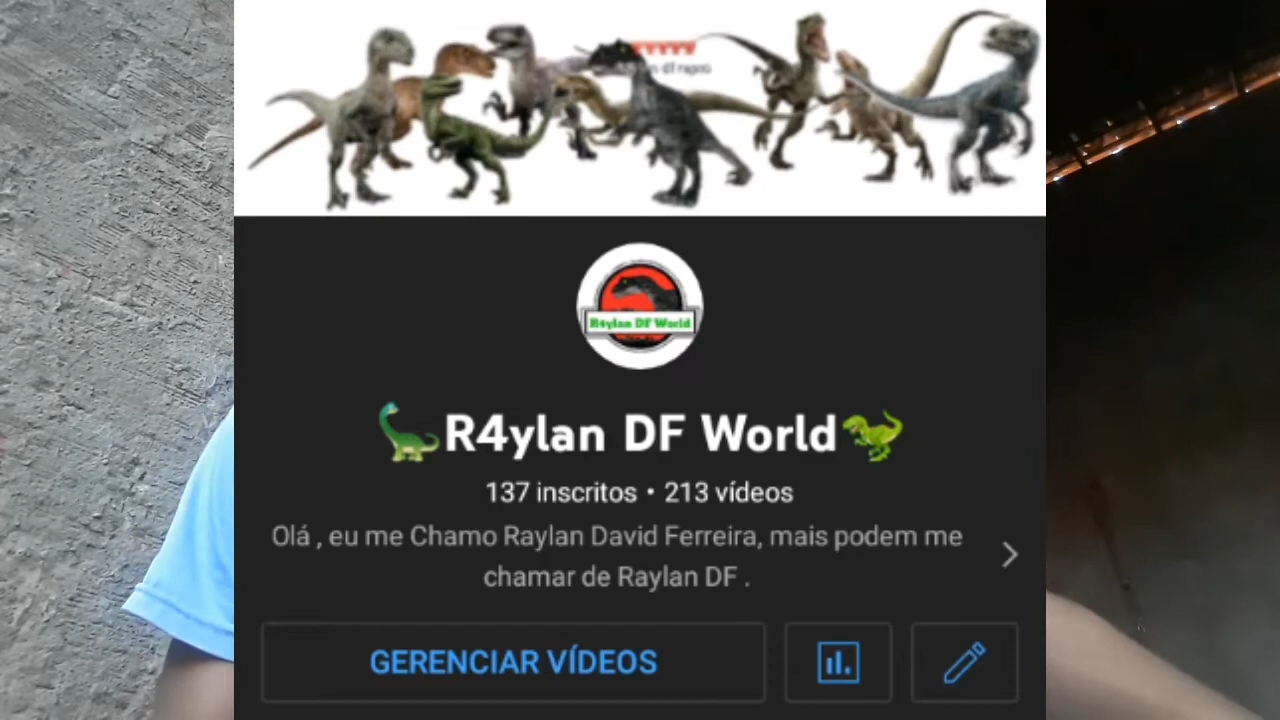 R4ylan DF World
🦕R4ylan DF World🦖
137 inscritos • 213 vídeos
Olá , eu me Chamo Raylan David Ferreira, mais podem me
chamar de Raylan DF .
GERENCIAR VÍDEOS